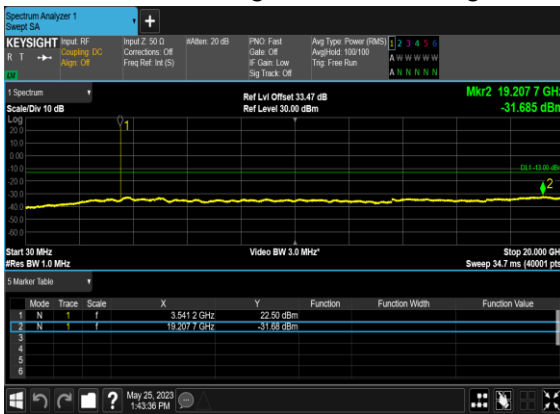 Spectrum Analyzer 1
Swept SA
+
KEYSIGHT Input: RF Input Z: 50 Ω #Atten: 20 dB PNO: Fast Avg Type: Power (RMS) 1 2 3 4 5 6
R T Coupling: DC Corrections: Off Gate: Off Avg|Hold: 100/100 A W W W W W
Align: Off Freq Ref: Int (S) IF Gain: Low Trig: Free Run
Sig Track: Off A N N N N N
1 Spectrum Ref Lvl Offset 33.47 dB Mkr2 19.207 7 GHz
Scale/Div 10 dB Ref Level 30.00 dBm -31.685 dBm
Log
20.0
1
10.0
0.00
-10.0
DL1 -13.00 dB
-20.0
2
-30.0
-40.0
-50.0
-60.0
Start 30 MHz Video BW 3.0 MHz* Stop 20.000 GH
#Res BW 1.0 MHz Sweep 34.7 ms (40001 pts
5 Marker Table
Mode Trace Scale X Y Function Function Width Function Value
1 N 1 f 3.541 2 GHz 22.50 dBm
2 N 1 f 19.207 7 GHz -31.68 dBm
3
4
5
6
? May 25, 2023
1:43:36 PM